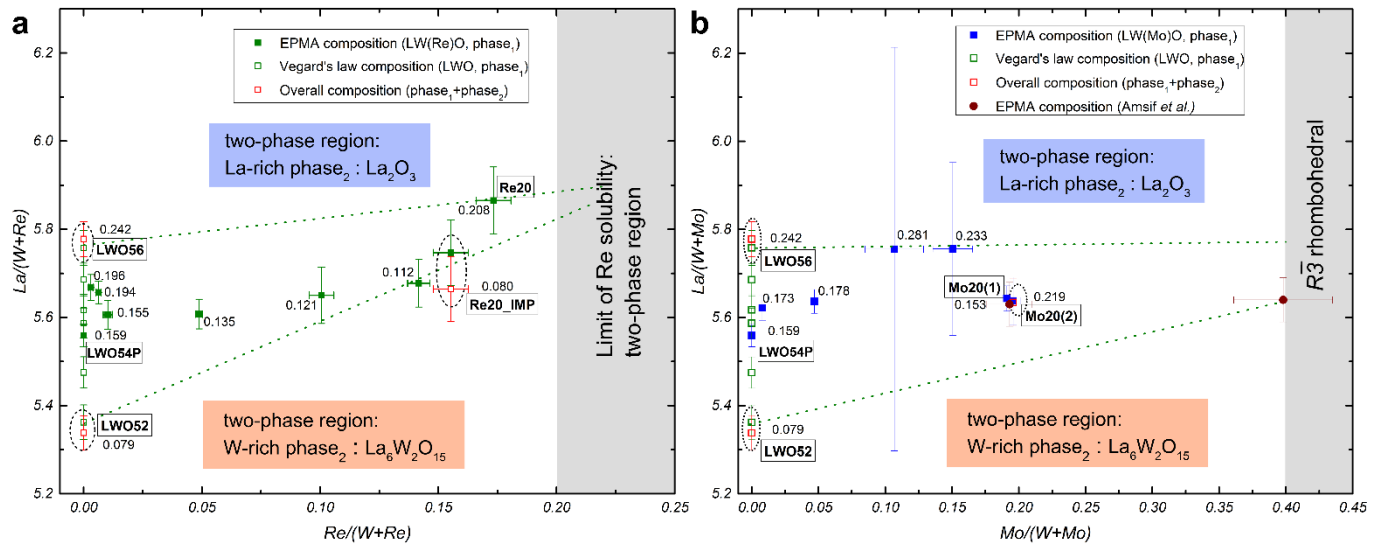 a
EPMA composition (LW(Re)O, phase₁)
Vegard's law composition (LWO, phase₁)
Overall composition (phase₁+phase₂)
two-phase region:
La-rich phase₂ : La₂O₃
Limit of Re solubility:
two-phase region
Re20
0.208
0.242
LWO56
0.196
0.194
0.155
0.159
LWO54P
0.135
0.121
0.112
0.080
Re20_IMP
LWO52
0.079
two-phase region:
W-rich phase₂ : La₆W₂O₁₅
La/(W+Re)
6.2
6.0
5.8
5.6
5.4
5.2
0.00
0.05
0.10
0.15
0.20
0.25
Re/(W+Re)
b
EPMA composition (LW(Mo)O, phase₁)
Vegard's law composition (LWO, phase₁)
Overall composition (phase₁+phase₂)
EPMA composition (Amsif et al.)
two-phase region:
La-rich phase₂ : La₂O₃
R3̅ rhombohedral
0.242
LWO56
0.281
0.233
0.173
0.178
Mo20(1)
0.153
0.219
Mo20(2)
0.159
LWO54P
0.079
LWO52
two-phase region:
W-rich phase₂ : La₆W₂O₁₅
La/(W+Mo)
6.2
6.0
5.8
5.6
5.4
5.2
0.00
0.05
0.10
0.15
0.20
0.25
0.30
0.35
0.40
0.45
Mo/(W+Mo)